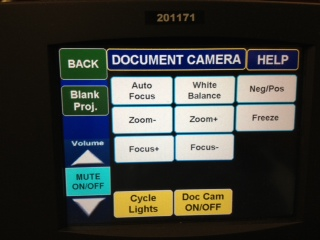 201171
BACK
DOCUMENT CAMERA
HELP
Blank
Proj.
Auto
Focus
White
Balance
Neg/Pos
Zoom-
Zoom+
Freeze
Volume
Focus+
Focus-
MUTE
ON/OFF
Cycle
Lights
Doc Cam
ON/OFF